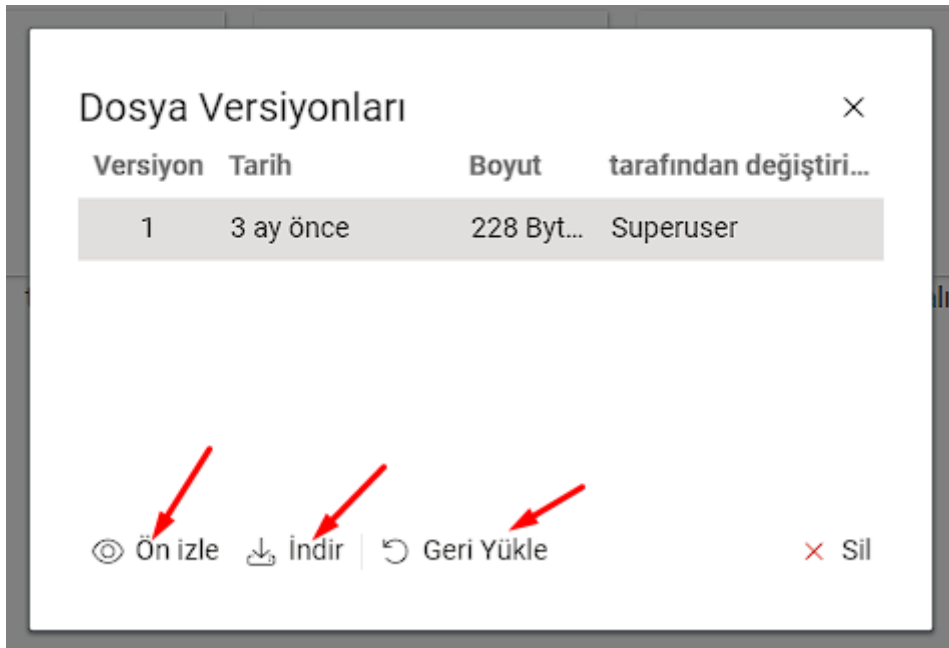 Dosya Versiyonları
Versiyon Tarih Boyut tarafından değiştiri...
1 3 ay önce 228 Byt... Superuser
Ön izle İndir Geri Yükle Sil